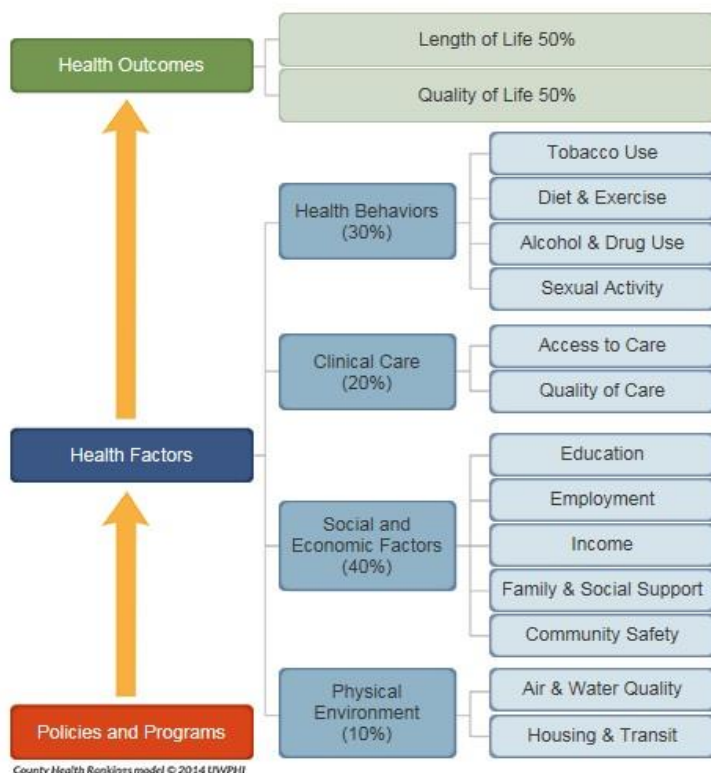 Health Outcomes
Length of Life 50%
Quality of Life 50%
Health Behaviors
(30%)
Tobacco Use
Diet & Exercise
Alcohol & Drug Use
Sexual Activity
Clinical Care
(20%)
Access to Care
Quality of Care
Health Factors
Social and
Economic Factors
(40%)
Education
Employment
Income
Family & Social Support
Community Safety
Physical
Environment
(10%)
Air & Water Quality
Housing & Transit
Policies and Programs
County Health Rankings model © 2014 UWPHI